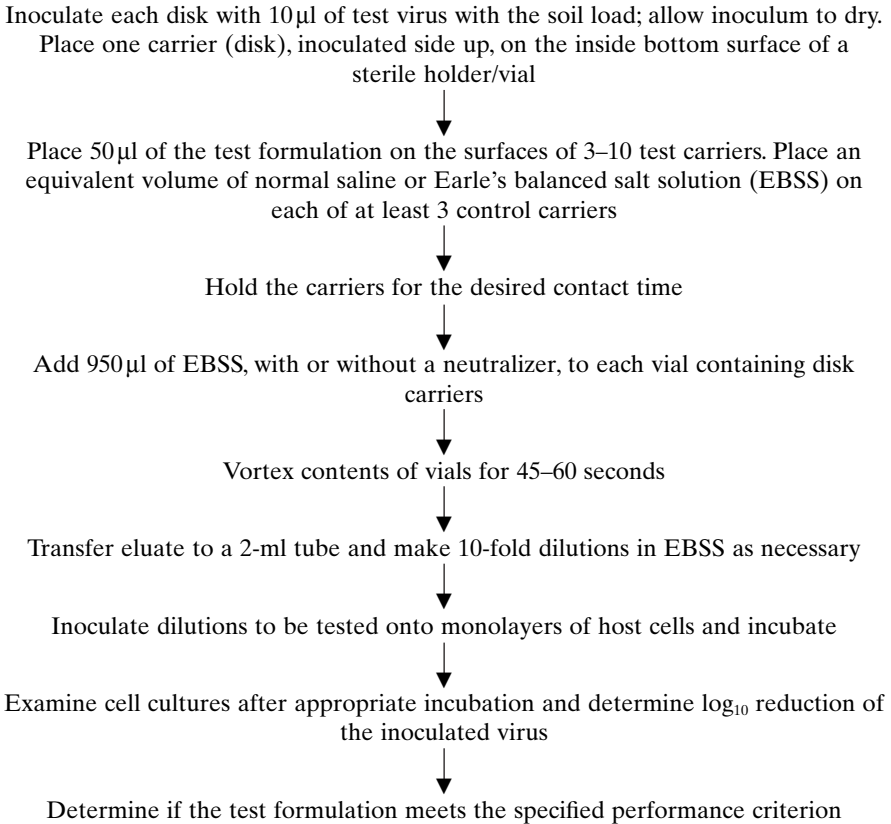 Inoculate each disk with 10 µl of test virus with the soil load; allow inoculum to dry.
Place one carrier (disk), inoculated side up, on the inside bottom surface of a
sterile holder/vial
Place 50 µl of the test formulation on the surfaces of 3–10 test carriers. Place an
equivalent volume of normal saline or Earle's balanced salt solution (EBSS) on
each of at least 3 control carriers
Hold the carriers for the desired contact time
Add 950 µl of EBSS, with or without a neutralizer, to each vial containing disk
carriers
Vortex contents of vials for 45–60 seconds
Transfer eluate to a 2-ml tube and make 10-fold dilutions in EBSS as necessary
Inoculate dilutions to be tested onto monolayers of host cells and incubate
Examine cell cultures after appropriate incubation and determine log₁₀ reduction of
the inoculated virus
Determine if the test formulation meets the specified performance criterion